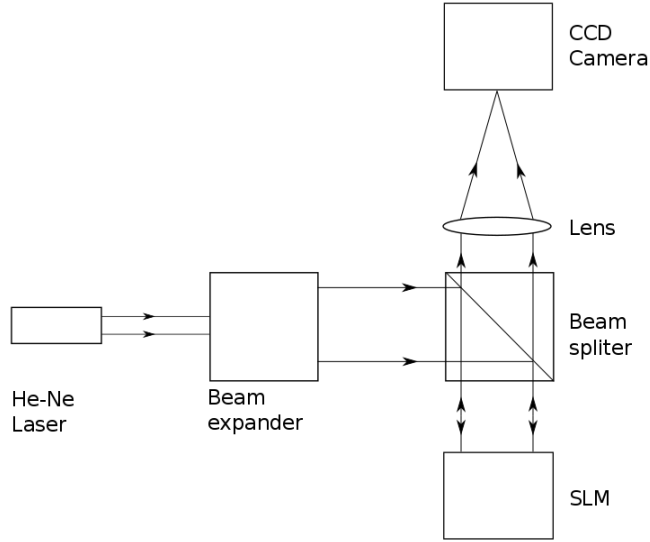 CCD
Camera
Lens
Beam
spliter
He-Ne
Laser
Beam
expander
SLM